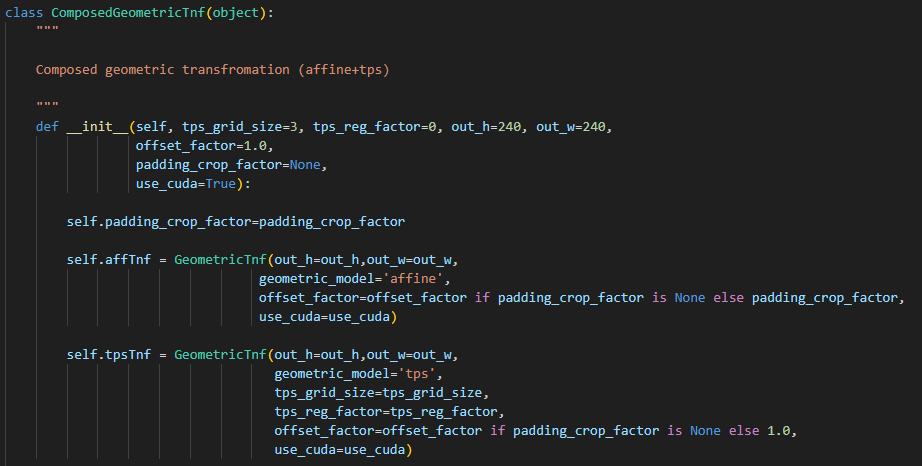 class ComposedGeometricTnf(object):
"""
Composed geometric transfromation (affine+tps)
"""
def __init__(self, tps_grid_size=3, tps_reg_factor=0, out_h=240, out_w=240,
offset_factor=1.0,
padding_crop_factor=None,
use_cuda=True):
self.padding_crop_factor=padding_crop_factor
self.affTnf = GeometricTnf(out_h=out_h,out_w=out_w,
geometric_model='affine',
offset_factor=offset_factor if padding_crop_factor is None else padding_crop_factor,
use_cuda=use_cuda)
self.tpsTnf = GeometricTnf(out_h=out_h,out_w=out_w,
geometric_model='tps',
tps_grid_size=tps_grid_size,
tps_reg_factor=tps_reg_factor,
offset_factor=offset_factor if padding_crop_factor is None else 1.0,
use_cuda=use_cuda)